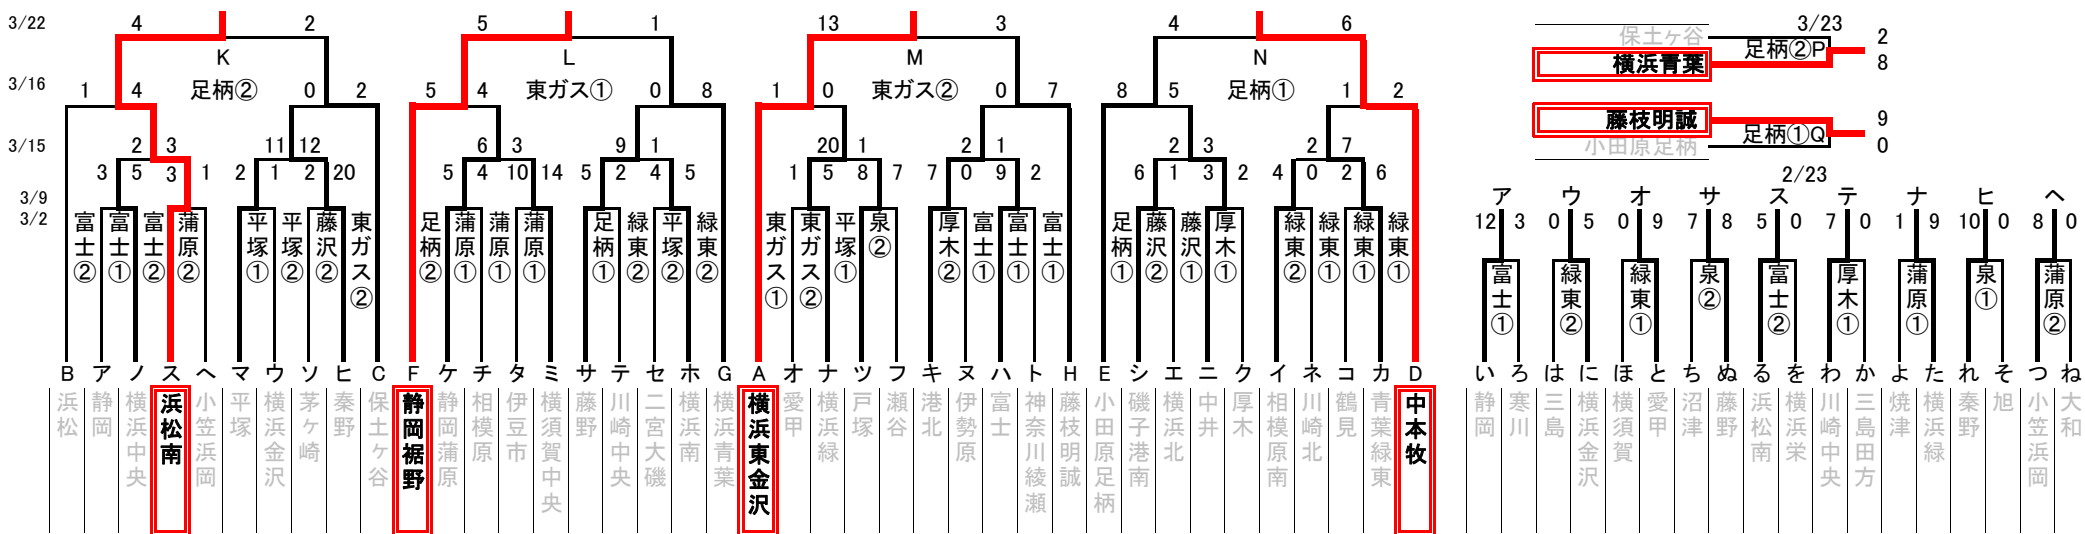 3/22 4 2 5 1 13 3 4 6
K L M N
3/16 1 4 足柄② 0 2 5 4 東ガス① 0 8 1 0 東ガス② 0 7 8 5 足柄① 1 2
3/15 2 3 11 12 6 3 9 1 20 1 2 1 2 3 2 7
3 5 3 1 2 1 2 20 5 4 10 14 5 2 4 5 1 5 8 7 7 0 9 2 6 1 3 2 4 0 2 6
3/9
3/2
富士② 富士① 富士② 蒲原② 平塚① 平塚② 藤沢② 東ガス② 足柄② 蒲原① 蒲原① 蒲原① 足柄① 緑東② 平塚② 緑東② 東ガス① 東ガス② 平塚① 泉② 厚木② 富士① 富士① 富士① 足柄① 藤沢② 藤沢① 厚木① 緑東② 緑東① 緑東① 緑東①
B ア ノ ス ヘ マ ウ ソ ヒ C F ケ チ タ ミ サ テ セ ホ G A オ ナ ツ フ キ ヌ ハ ト H E シ エ ニ ク イ ネ コ カ D
浜松
静岡
横浜中央
浜松南
小笠浜岡
平塚
横浜金沢
茅ヶ崎
秦野
保土ヶ谷
静岡裾野
静岡蒲原
相模原
伊豆市
横須賀中央
藤野
川崎中央
二宮大磯
横浜南
横浜青葉
横浜東金沢
愛甲
横浜緑
戸塚
瀬谷
港北
伊勢原
富士
神奈川綾瀬
藤枝明誠
小田原足柄
磯子港南
横浜北
中井
厚木
相模原南
川崎北
鶴見
青葉緑東
中本牧
3/23
保土ヶ谷 2
足柄②P
横浜青葉 8
藤枝明誠 9
足柄①Q
小田原足柄 0
2/23
ア ウ オ サ ス テ ナ ヒ ヘ
12 3 0 5 0 9 7 8 5 0 7 0 1 9 10 0 8 0
富士① 緑東② 緑東① 泉② 富士② 厚木① 蒲原① 泉① 蒲原②
い ろ は に ほ と ち ぬ る を わ か よ た れ そ つ ね
静岡
寒川
三島
横浜金沢
横須賀
愛甲
沼津
藤野
浜松南
横浜栄
川崎中央
三島田方
焼津
横浜緑
秦野
旭
小笠浜岡
大和